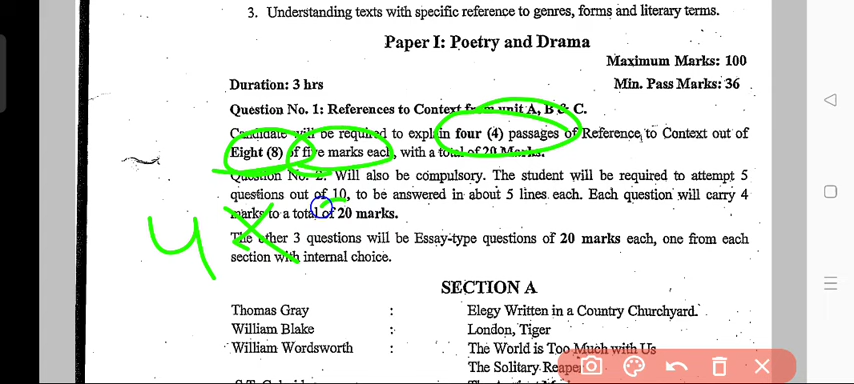 3. Understanding texts with specific reference to genres, forms and literary terms.
Paper I: Poetry and Drama
Maximum Marks: 100
Duration: 3 hrs
Min. Pass Marks: 36
Question No. 1: References to Context from unit A, B & C.
Candidate will be required to explain four (4) passages of Reference to Context out of
Eight (8) of five marks each, with a total of 20 Marks.
Question No. 2: Will also be compulsory. The student will be required to attempt 5
questions out of 10, to be answered in about 5 lines each. Each question will carry 4
marks to a total of 20 marks.
The other 3 questions will be Essay-type questions of 20 marks each, one from each
section with internal choice.
4 X
SECTION A
Thomas Gray : Elegy Written in a Country Churchyard.
William Blake : London, Tiger
William Wordsworth : The World is Too Much with Us
The Solitary Reaper